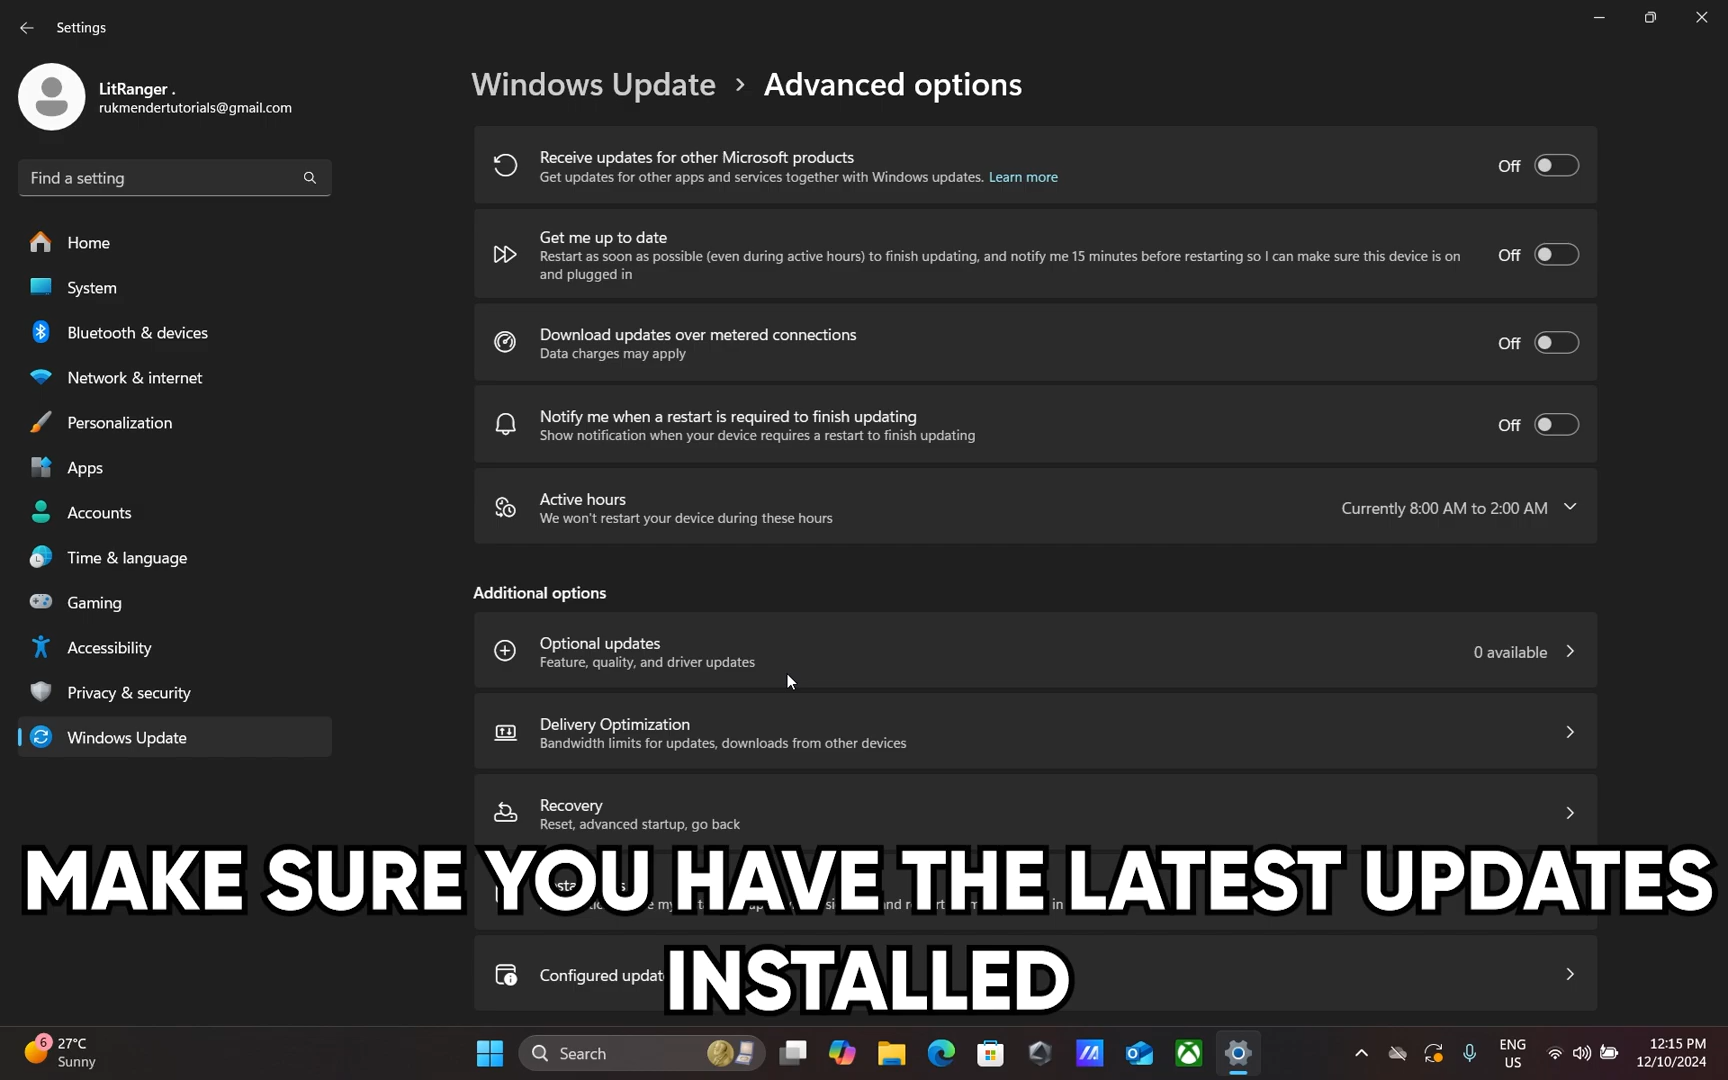 Settings
LitRanger .
rukmendertutorials@gmail.com
Find a setting
Home
System
Bluetooth & devices
Network & internet
Personalization
Apps
Accounts
Time & language
Gaming
Accessibility
Privacy & security
Windows Update
Windows Update > Advanced options
Receive updates for other Microsoft products
Get updates for other apps and services together with Windows updates. Learn more
Off
Get me up to date
Restart as soon as possible (even during active hours) to finish updating, and notify me 15 minutes before restarting so I can make sure this device is on
and plugged in
Off
Download updates over metered connections
Data charges may apply
Off
Notify me when a restart is required to finish updating
Show notification when your device requires a restart to finish updating
Off
Active hours
We won't restart your device during these hours
Currently 8:00 AM to 2:00 AM
Additional options
Optional updates
Feature, quality, and driver updates
0 available
Delivery Optimization
Bandwidth limits for updates, downloads from other devices
Recovery
Reset, advanced startup, go back
MAKE SURE YOU HAVE THE LATEST UPDATES
INSTALLED
Configured
6
27°C
Sunny
Search
ENG
US
12:15 PM
12/10/2024